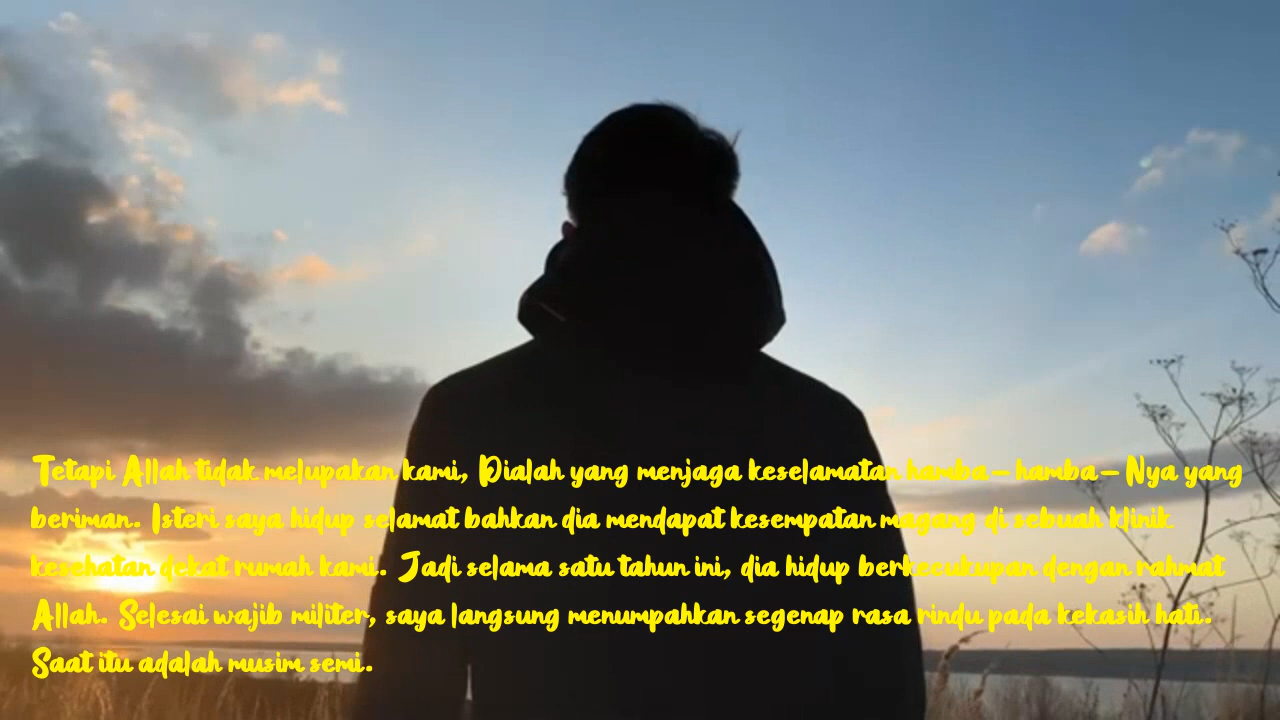 Tetapi Allah tidak melupakan kami, Dialah yang menjaga keselamatan hamba-hamba-Nya yang
beriman. Isteri saya hidup selamat bahkan dia mendapat kesempatan magang di sebuah klinik
kesehatan dekat rumah kami. Jadi selama satu tahun ini, dia hidup berkecukupan dengan rahmat
Allah. Selesai wajib militer, saya langsung menumpahkan segenap rasa rindu pada kekasih hati.
Saat itu adalah musim semi.